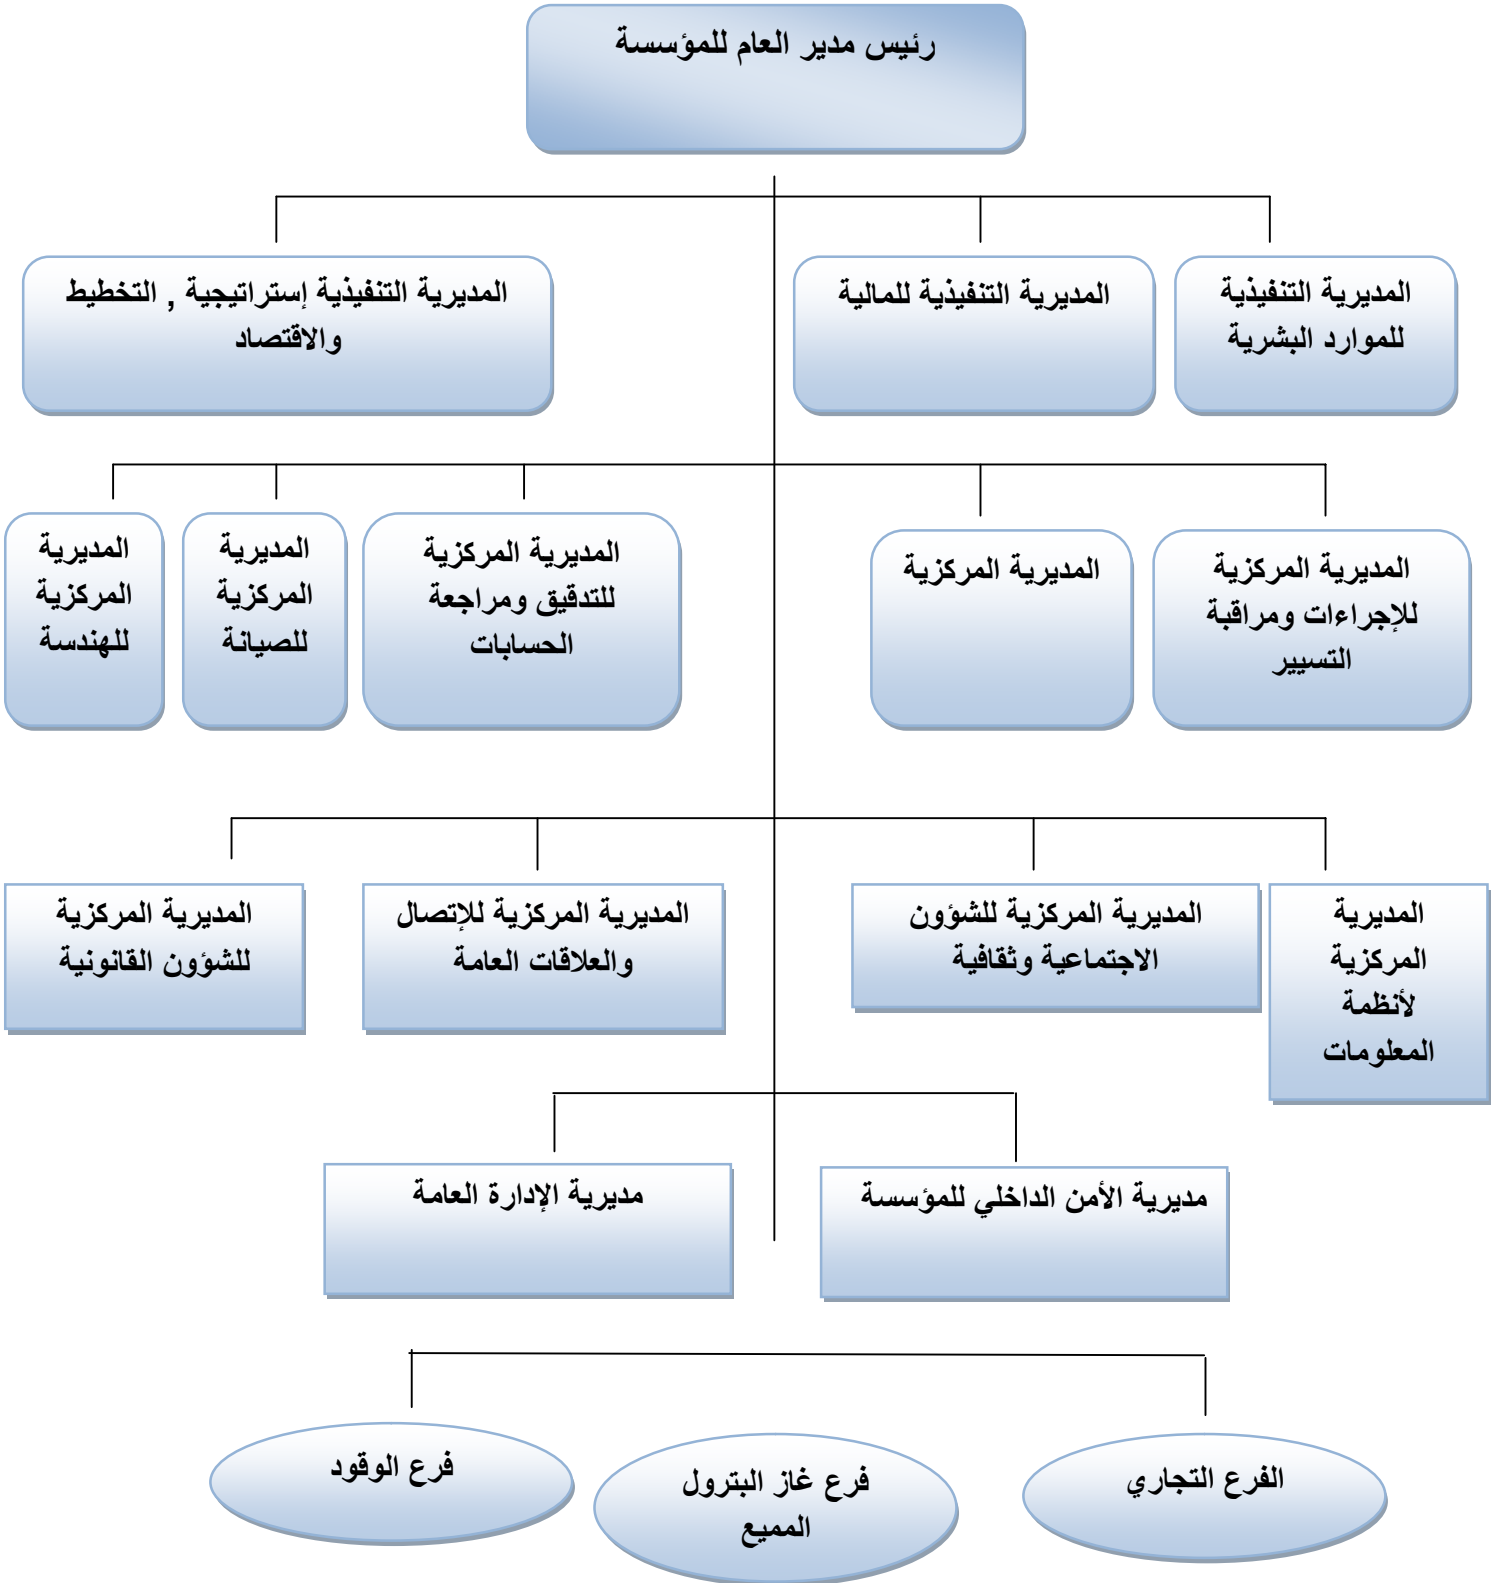 رئيس مدير العام للمؤسسة
المديرية التنفيذية
للموارد البشرية
المديرية التنفيذية للمالية
المديرية التنفيذية إستراتيجية , التخطيط
والاقتصاد
المديرية المركزية
للإجراءات ومراقبة
التسيير
المديرية المركزية
المديرية المركزية
للتدقيق ومراجعة
الحسابات
المديرية
المركزية
للصيانة
المديرية
المركزية
للهندسة
المديرية
المركزية
لأنظمة
المعلومات
المديرية المركزية للشؤون
الاجتماعية وثقافية
المديرية المركزية للإتصال
والعلاقات العامة
المديرية المركزية
للشؤون القانونية
مديرية الأمن الداخلي للمؤسسة
مديرية الإدارة العامة
الفرع التجاري
فرع غاز البترول
المميع
فرع الوقود